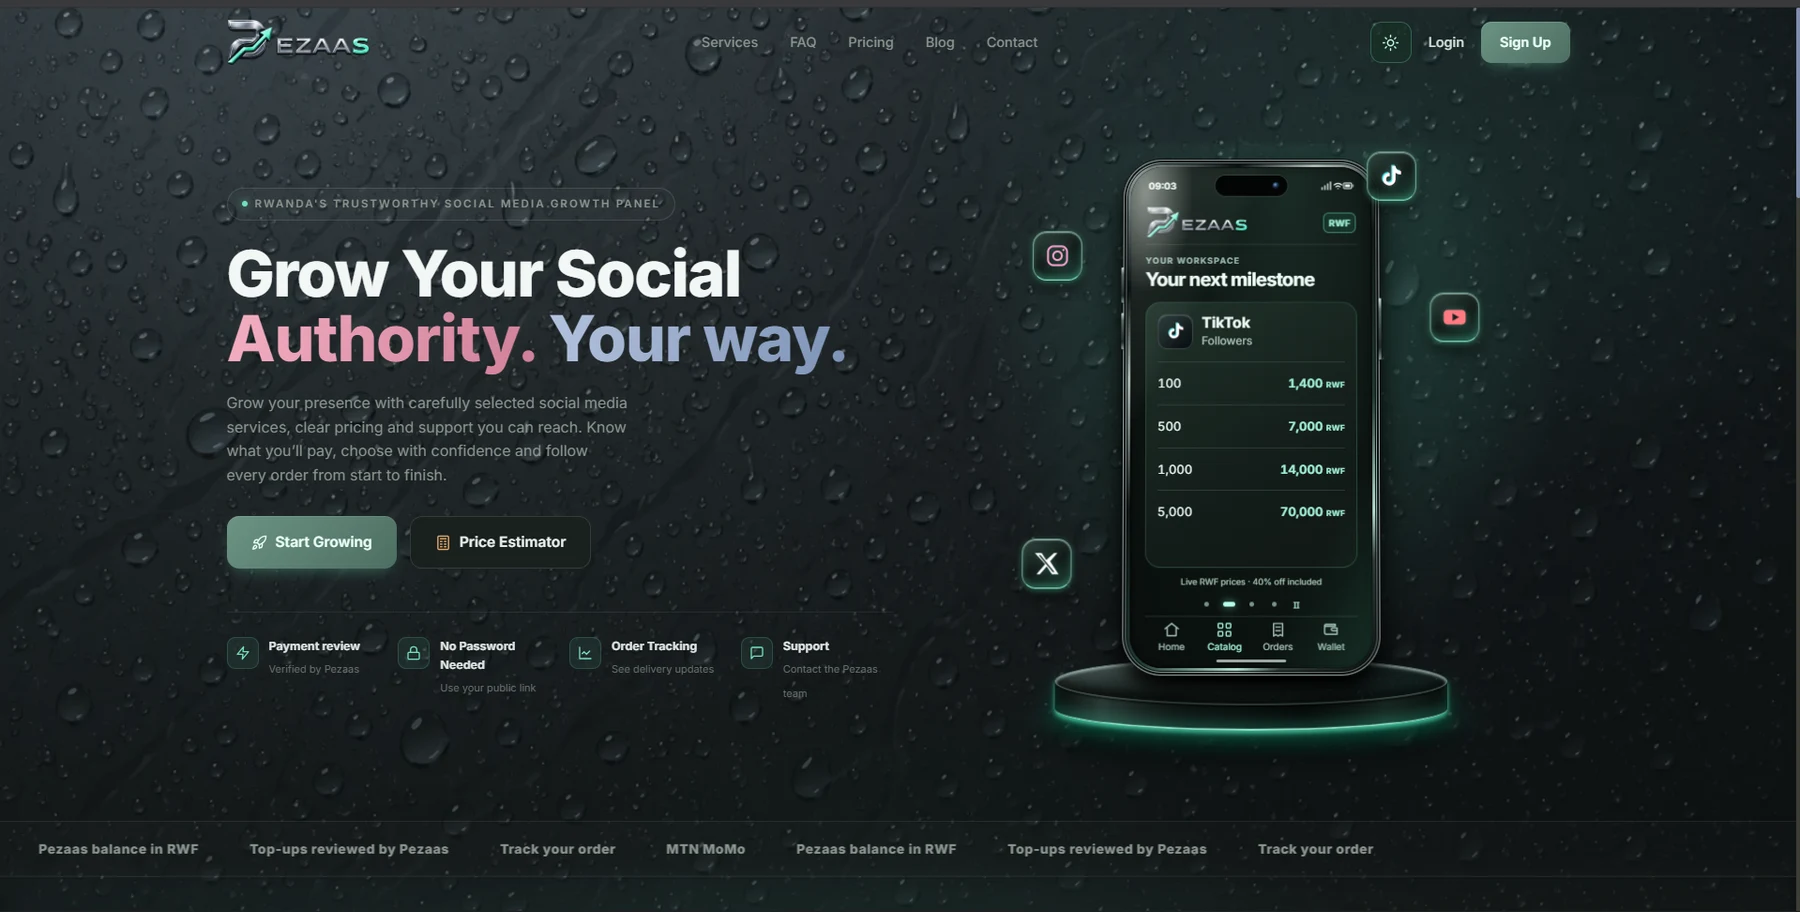 EZAAS
Services
FAQ
Pricing
Blog
Contact
Login
Sign Up
RWANDA'S TRUSTWORTHY SOCIAL MEDIA GROWTH PANEL
Grow Your Social
Authority. Your way.
Grow your presence with carefully selected social media
services, clear pricing and support you can reach. Know
what you'll pay, choose with confidence and follow
every order from start to finish.
Start Growing
Price Estimator
Payment review
Verified by Pezaas
No Password
Needed
Use your public link
Order Tracking
See delivery updates
Support
Contact the Pezaas
team
09:03
EZAAS
RWF
YOUR WORKSPACE
Your next milestone
TikTok
Followers
100 1,400 RWF
500 7,000 RWF
1,000 14,000 RWF
5,000 70,000 RWF
Live RWF prices · 40% off included
Home
Catalog
Orders
Wallet
Pezaas balance in RWF
Top-ups reviewed by Pezaas
Track your order
MTN MoMo
Pezaas balance in RWF
Top-ups reviewed by Pezaas
Track your order